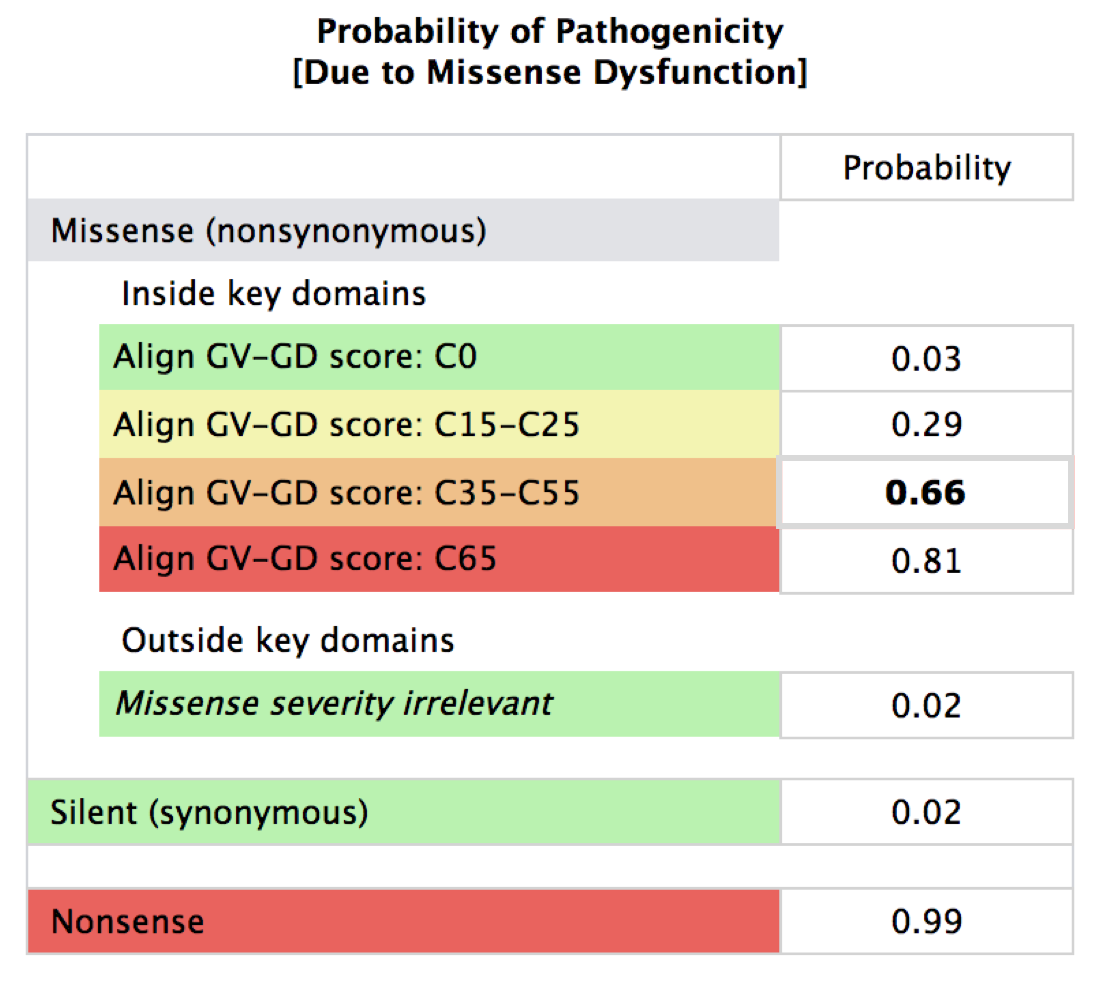 Probability of Pathogenicity
[Due to Missense Dysfunction]
Probability
Missense (nonsynonymous)
Inside key domains
Align GV–GD score: C0 0.03
Align GV–GD score: C15–C25 0.29
Align GV–GD score: C35–C55 0.66
Align GV–GD score: C65 0.81
Outside key domains
Missense severity irrelevant 0.02
Silent (synonymous) 0.02
Nonsense 0.99